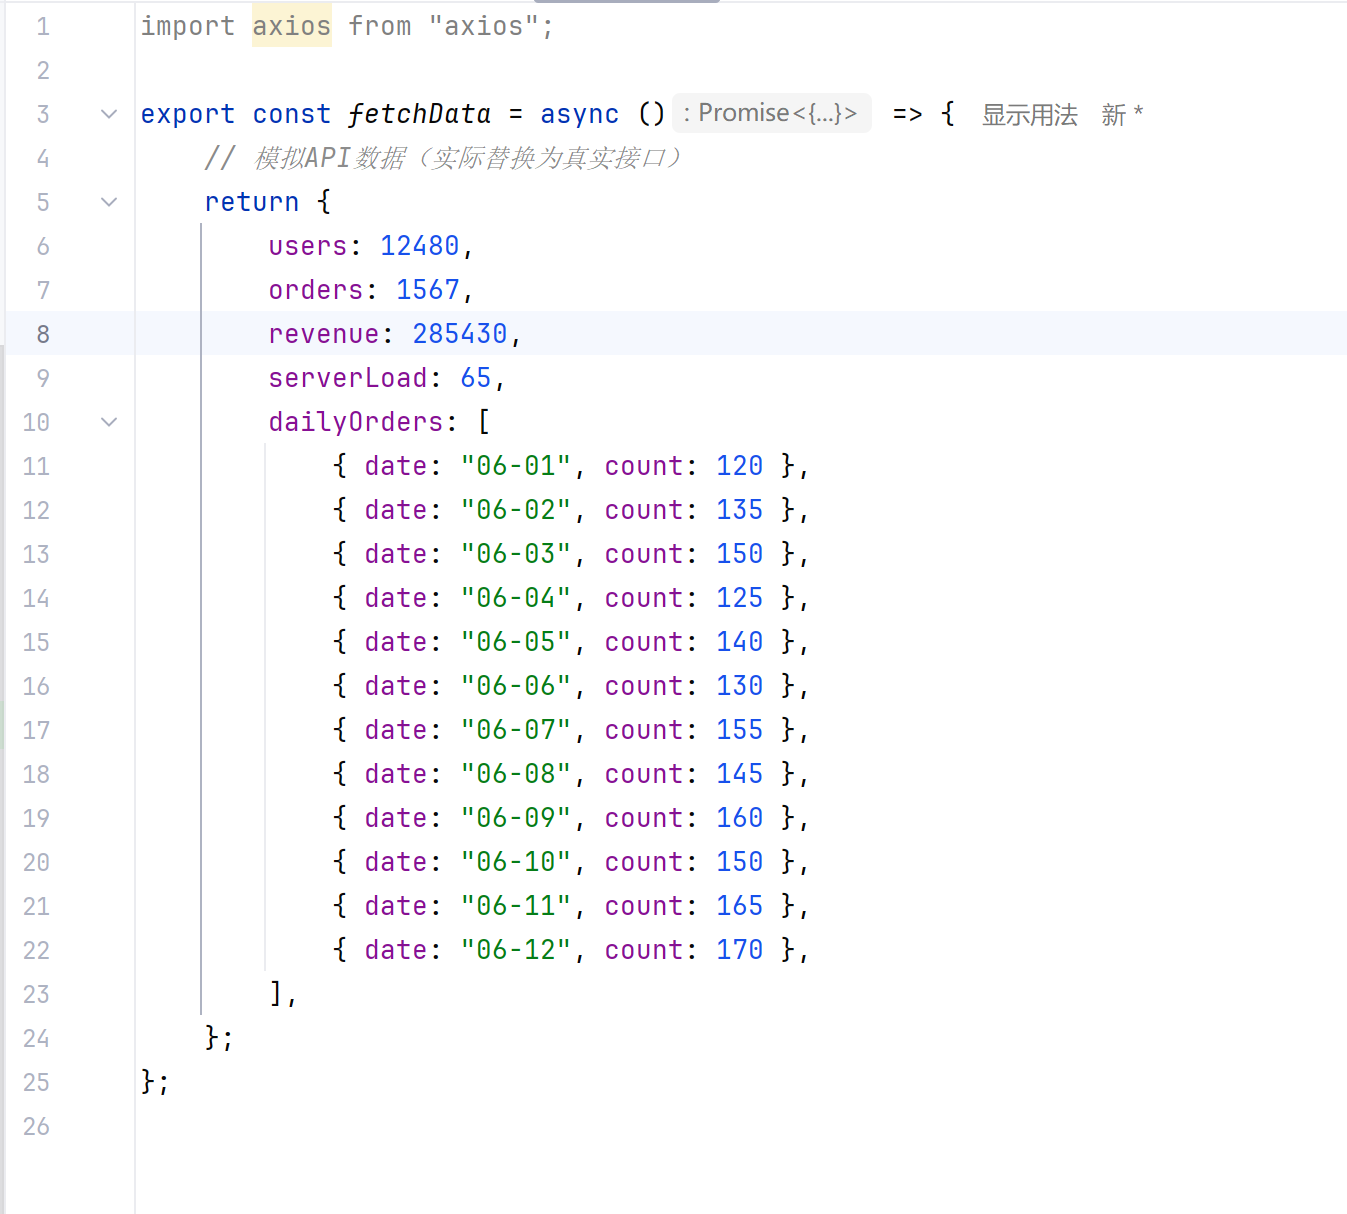 1 import axios from "axios";
2
3 export const fetchData = async () : Promise<{...}> => { 显示用法 新 *
4 // 模拟API数据（实际替换为真实接口）
5 return {
6 users: 12480,
7 orders: 1567,
8 revenue: 285430,
9 serverLoad: 65,
10 dailyOrders: [
11 { date: "06-01", count: 120 },
12 { date: "06-02", count: 135 },
13 { date: "06-03", count: 150 },
14 { date: "06-04", count: 125 },
15 { date: "06-05", count: 140 },
16 { date: "06-06", count: 130 },
17 { date: "06-07", count: 155 },
18 { date: "06-08", count: 145 },
19 { date: "06-09", count: 160 },
20 { date: "06-10", count: 150 },
21 { date: "06-11", count: 165 },
22 { date: "06-12", count: 170 },
23 ],
24 };
25 };
26